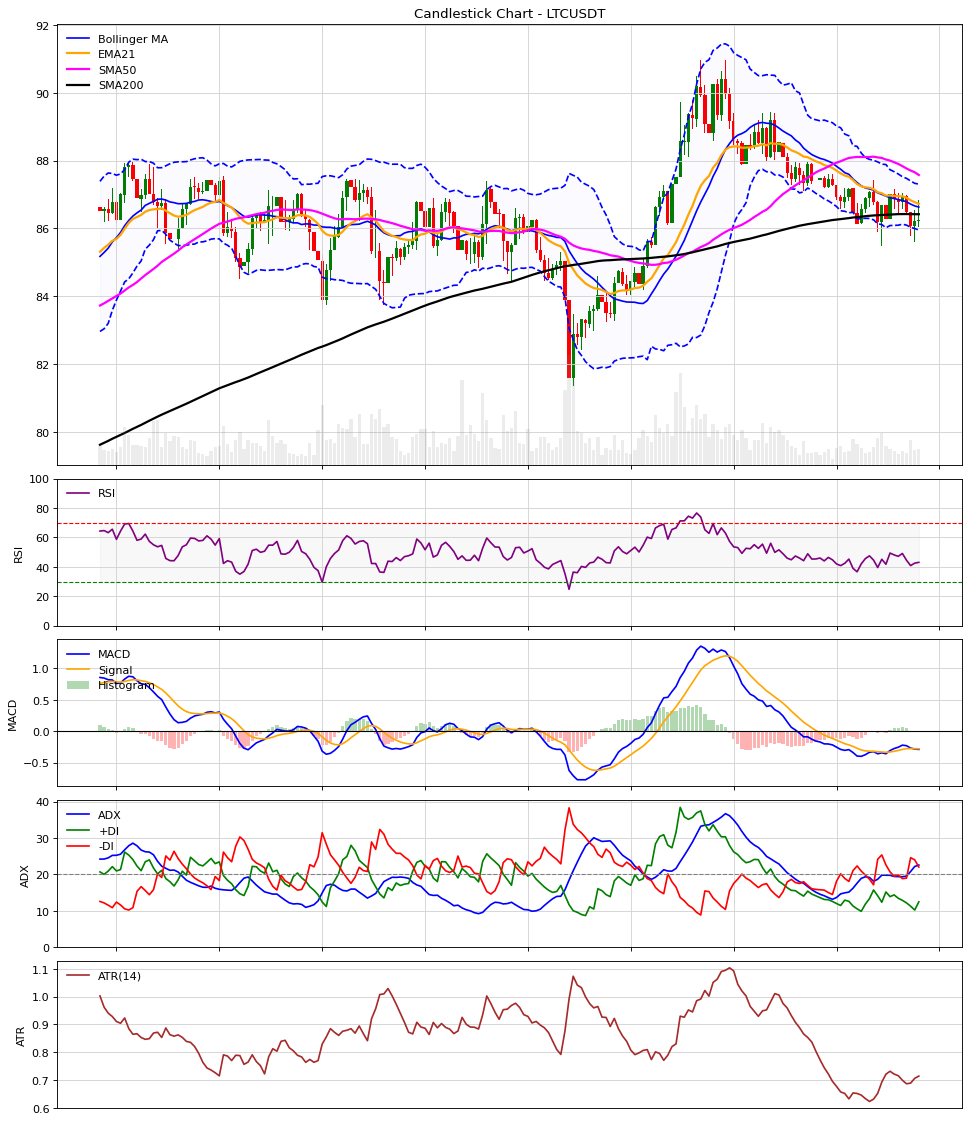 Candlestick Chart - LTCUSDT
92
90
88
86
84
82
80
Bollinger MA
EMA21
SMA50
SMA200
RSI
100
80
60
40
20
0
RSI
MACD
1.0
0.5
0.0
−0.5
MACD
Signal
Histogram
ADX
40
30
20
10
0
ADX
+DI
-DI
ATR
1.1
1.0
0.9
0.8
0.7
0.6
ATR(14)